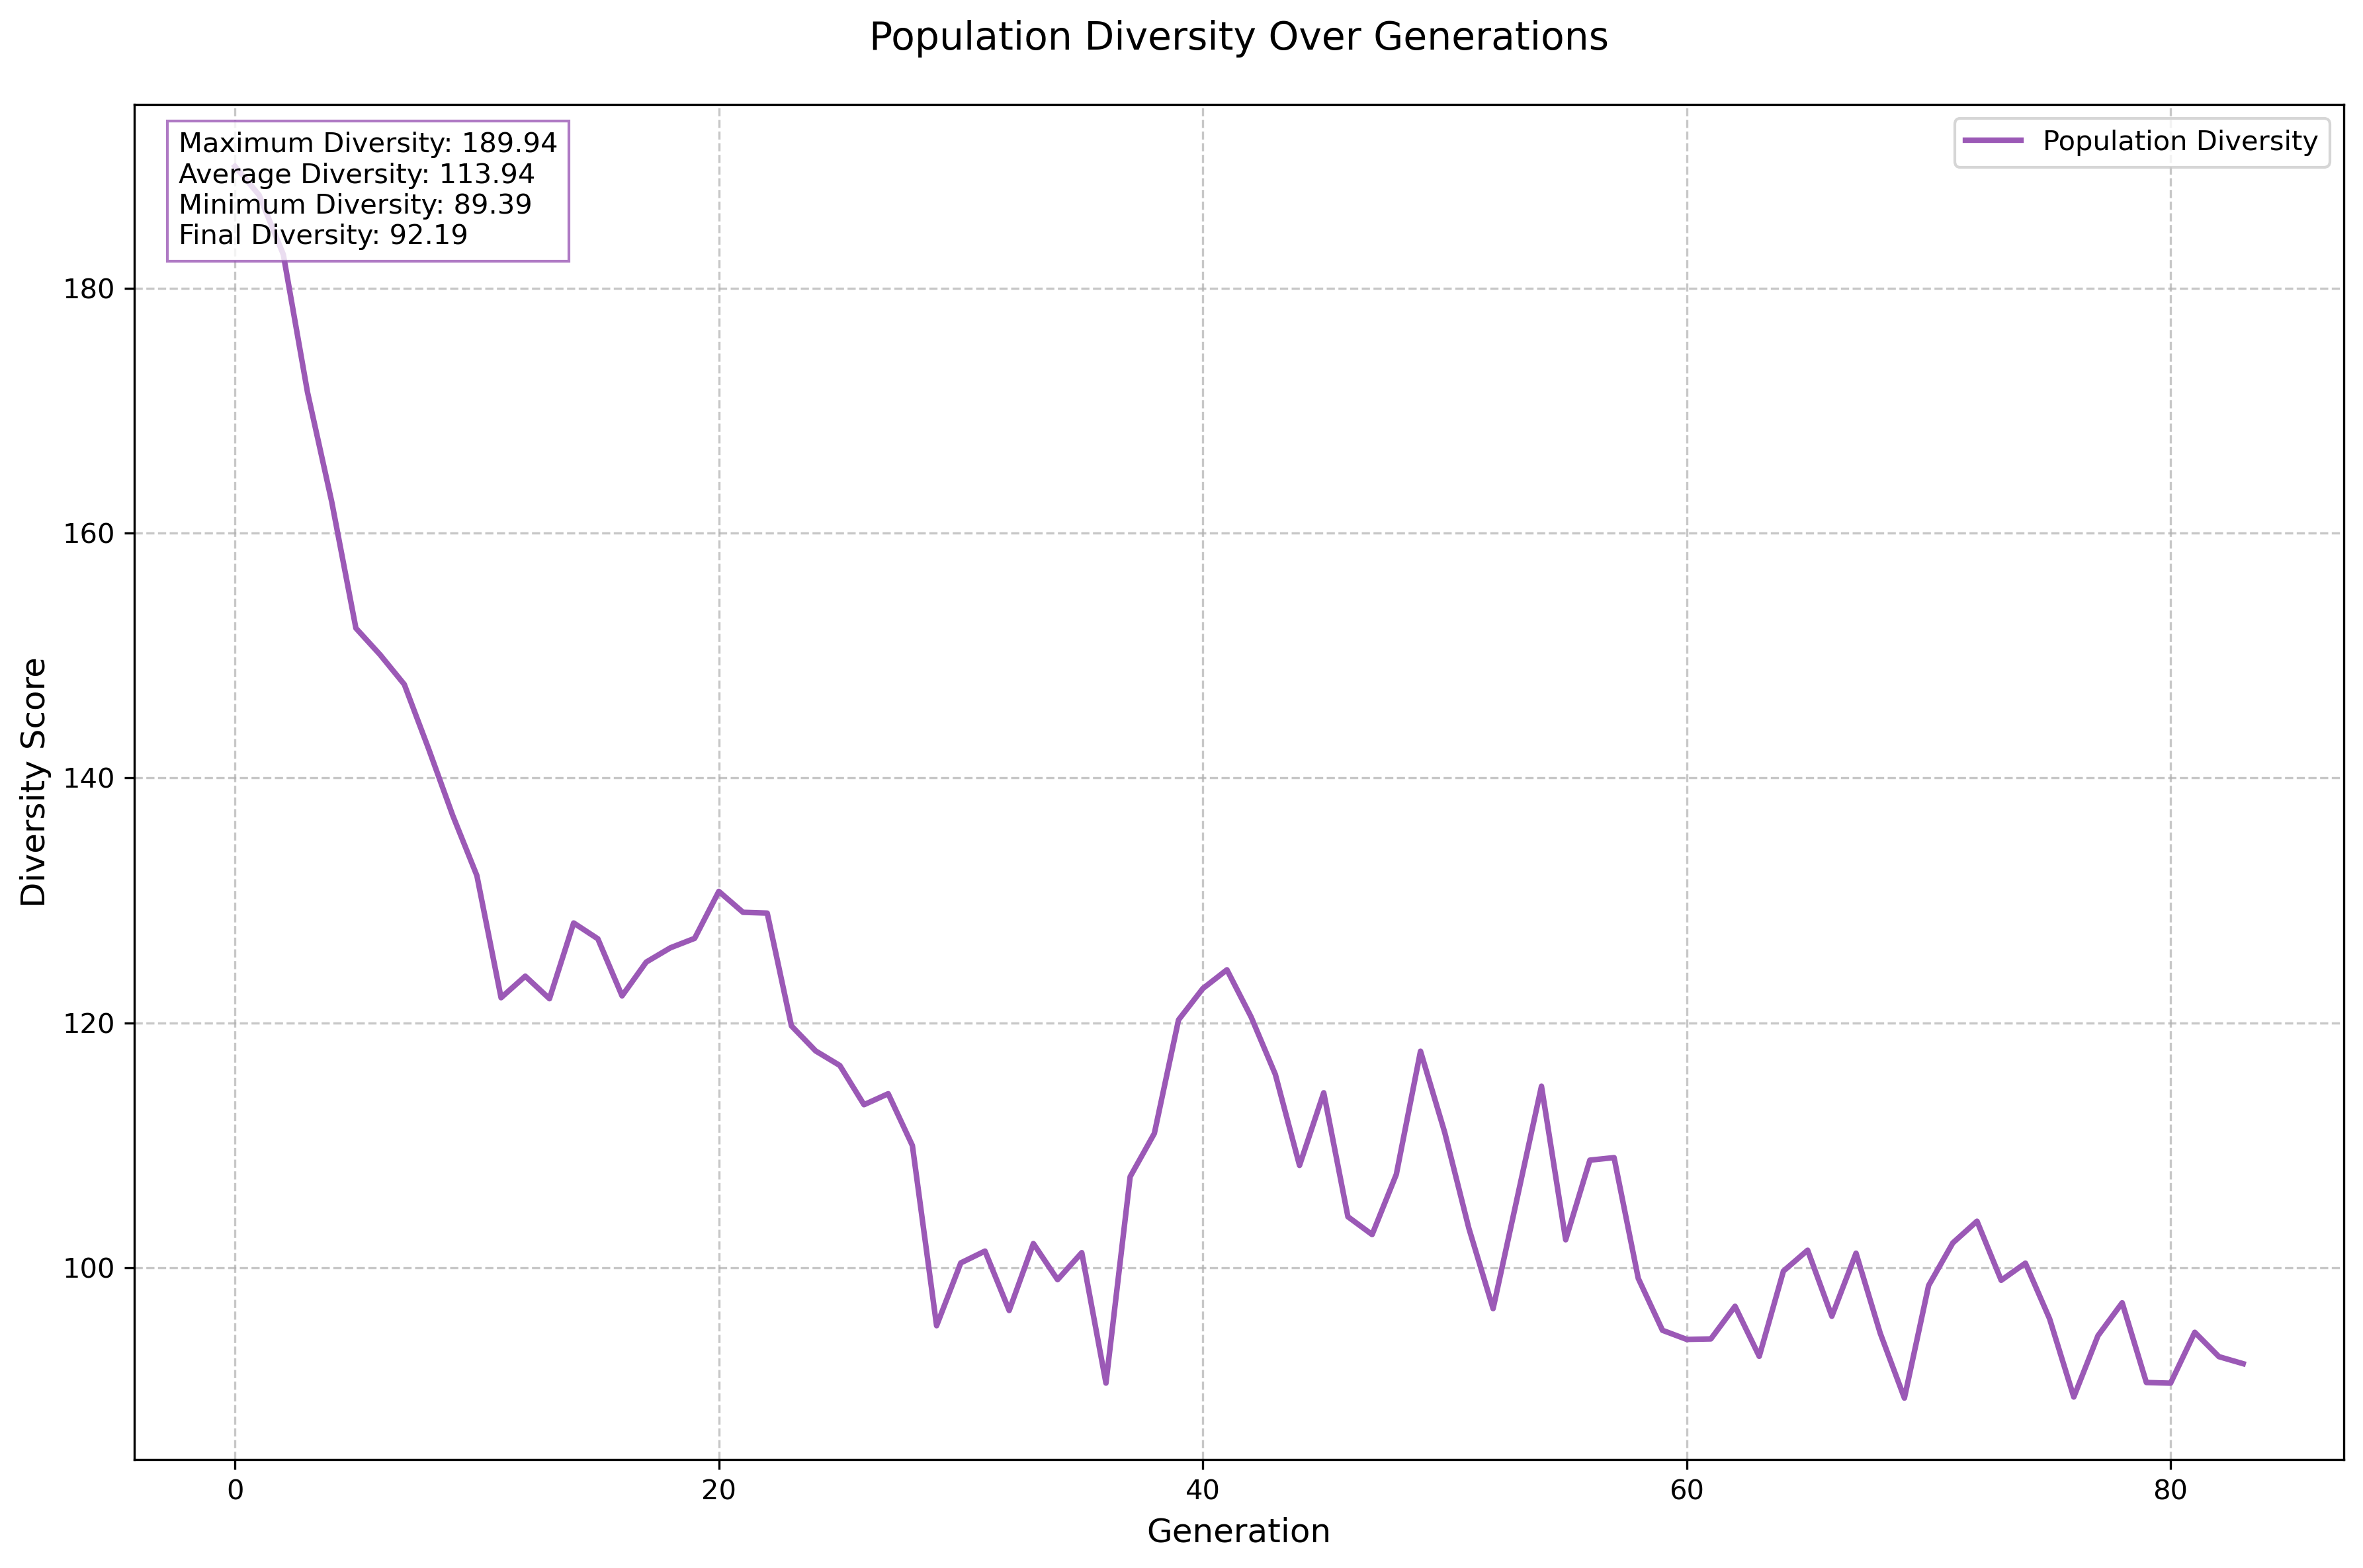 Population Diversity Over Generations
Maximum Diversity: 189.94
Average Diversity: 113.94
Minimum Diversity: 89.39
Final Diversity: 92.19
Population Diversity
180
160
140
120
100
Diversity Score
0 20 40 60 80
Generation